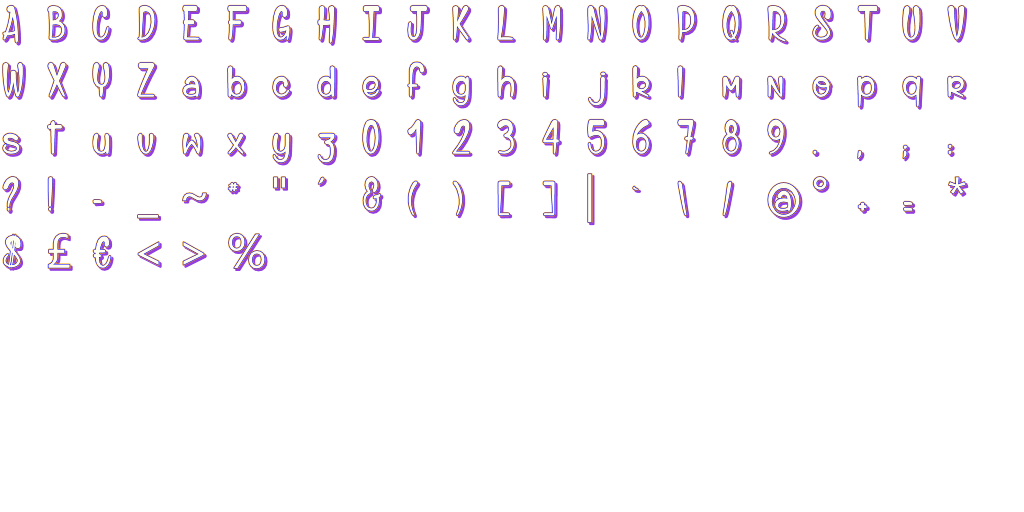 A B C D E F G H I J K L M N O P Q R S T U V
W X Y Z a b c d e f g h i j k l m n o p q r
s t u v w x y z 0 1 2 3 4 5 6 7 8 9 . , ; :
? ! - _ ~ # " ' & ( ) [ ] | ` \ / @ ° + = *
$ £ € < > %